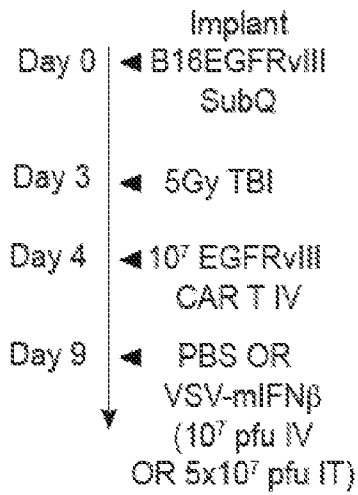 Implant
Day 0 B16EGFRvIII
SubQ
Day 3 5Gy TBI
Day 4 10⁷ EGFRvIII
CAR T IV
Day 9 PBS OR
VSV-mIFNβ
(10⁷ pfu IV
OR 5x10⁷ pfu IT)